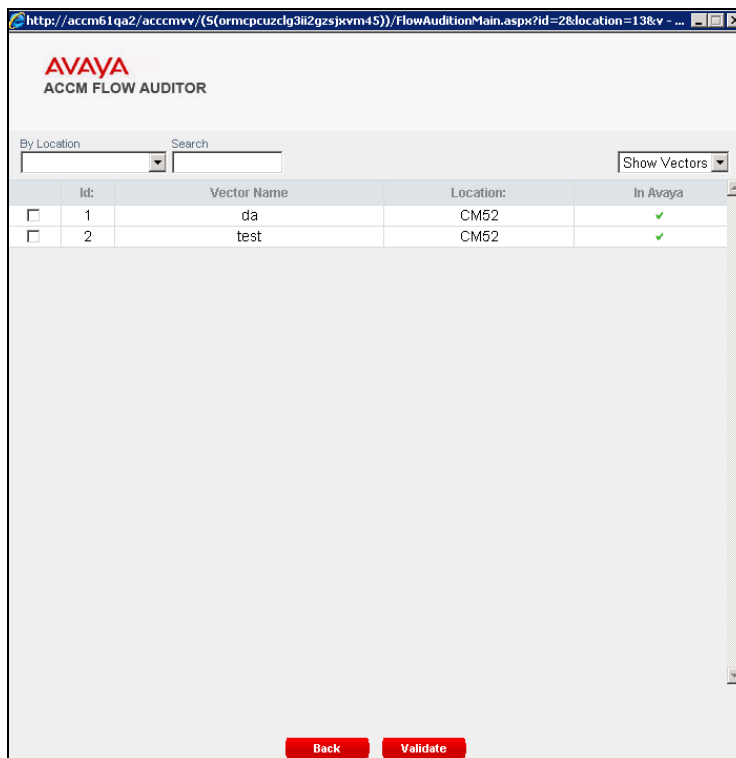 http://accm61qa2/acccmvv/(S(ormcpcuzclg3ii2gzsjxvm45))/FlowAuditionMain.aspx?id=2&location=13&v - ...
AVAYA
ACCM FLOW AUDITOR
By Location Search
Show Vectors
Id: Vector Name Location: In Avaya
1 da CM52
2 test CM52
Back Validate